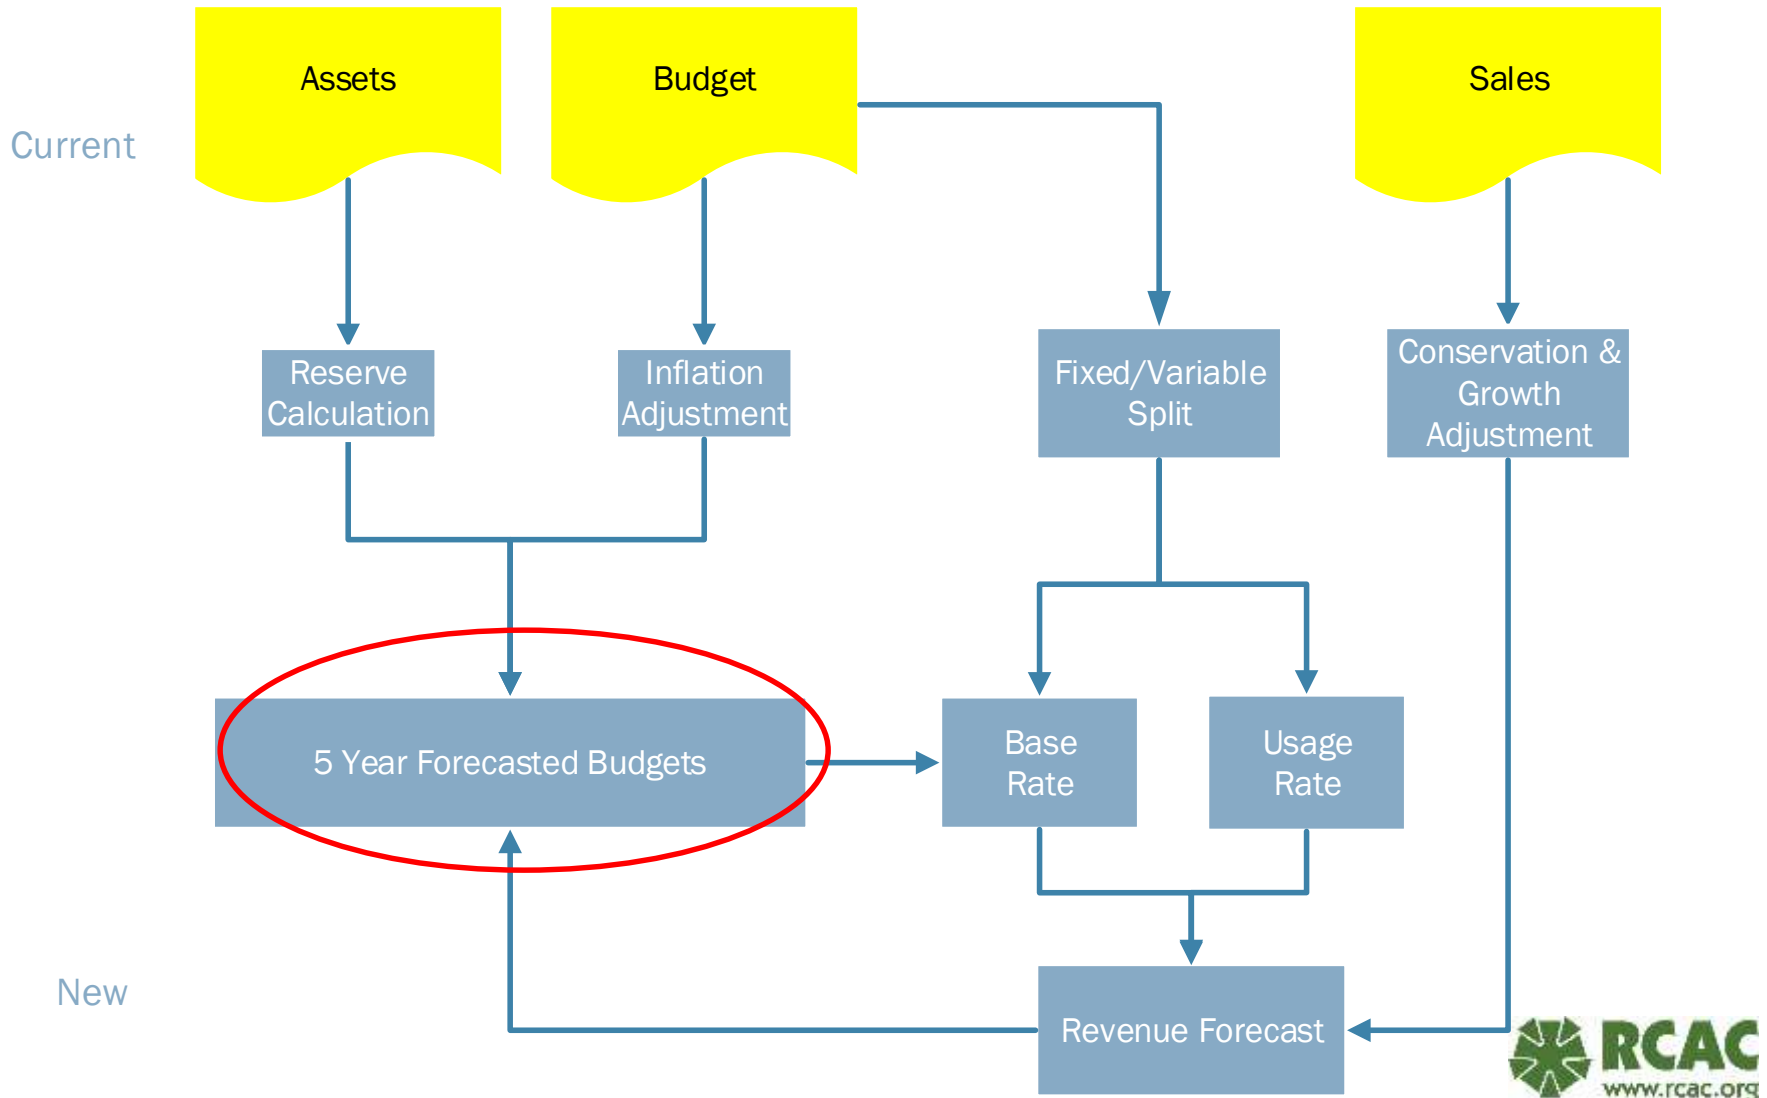 Assets
Budget
Sales
Current
Reserve
Calculation
Inflation
Adjustment
Fixed/Variable
Split
Conservation &
Growth
Adjustment
5 Year Forecasted Budgets
Base
Rate
Usage
Rate
New
Revenue Forecast
RCAC
www.rcac.org